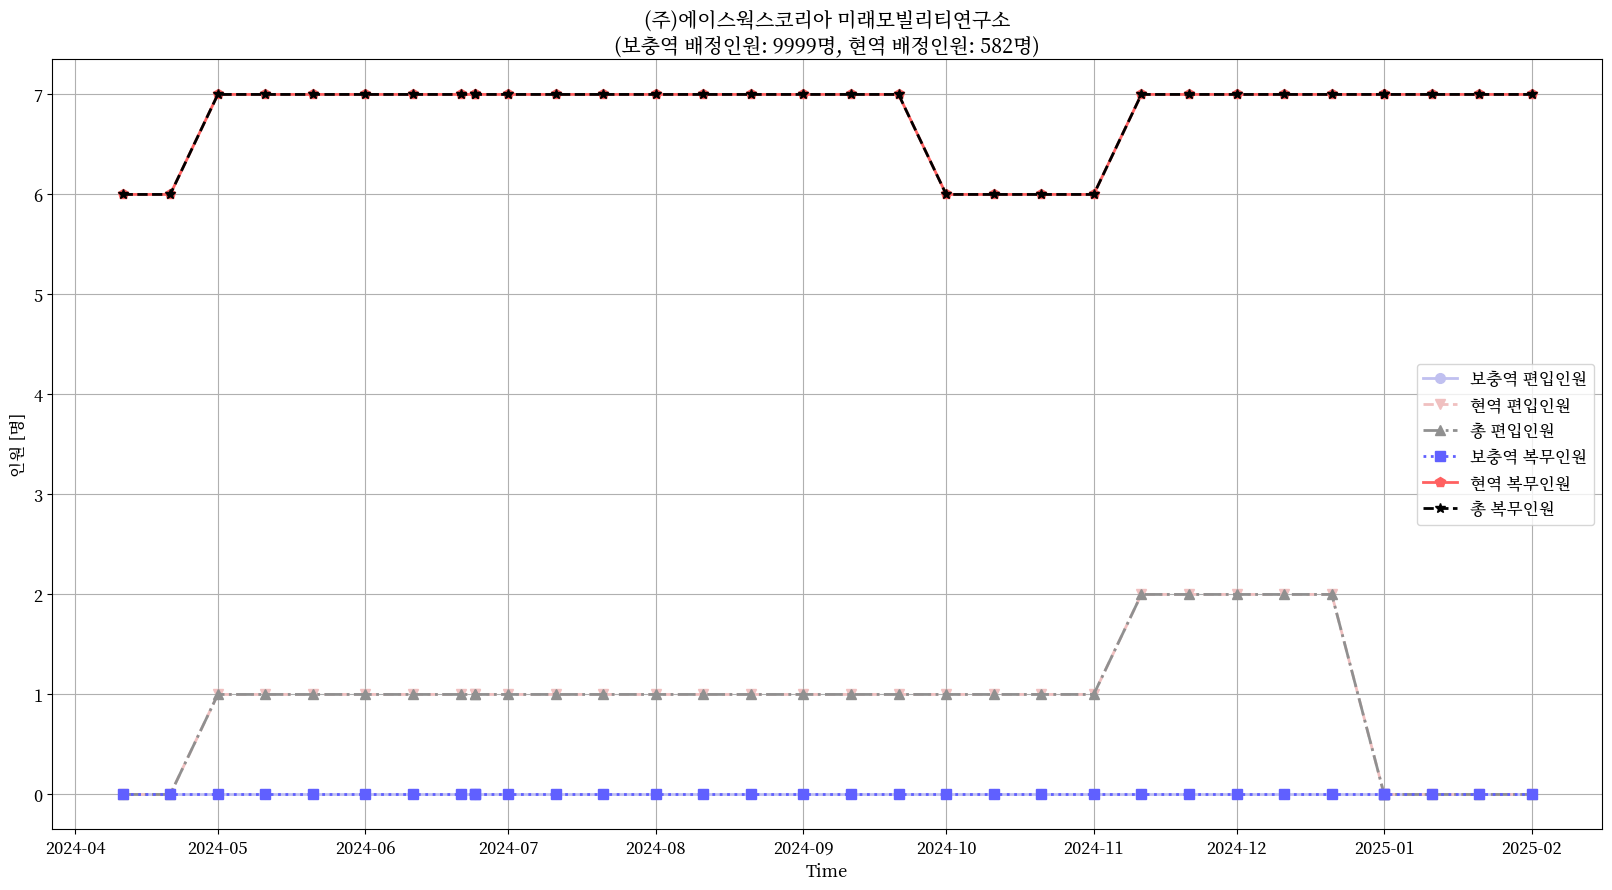 (주)에이스웍스코리아 미래모빌리티연구소
(보충역 배정인원: 9999명, 현역 배정인원: 582명)
7
6
5
4
3
2
1
0
인원 [명]
보충역 편입인원
현역 편입인원
총 편입인원
보충역 복무인원
현역 복무인원
총 복무인원
2024-04 2024-05 2024-06 2024-07 2024-08 2024-09 2024-10 2024-11 2024-12 2025-01 2025-02
Time